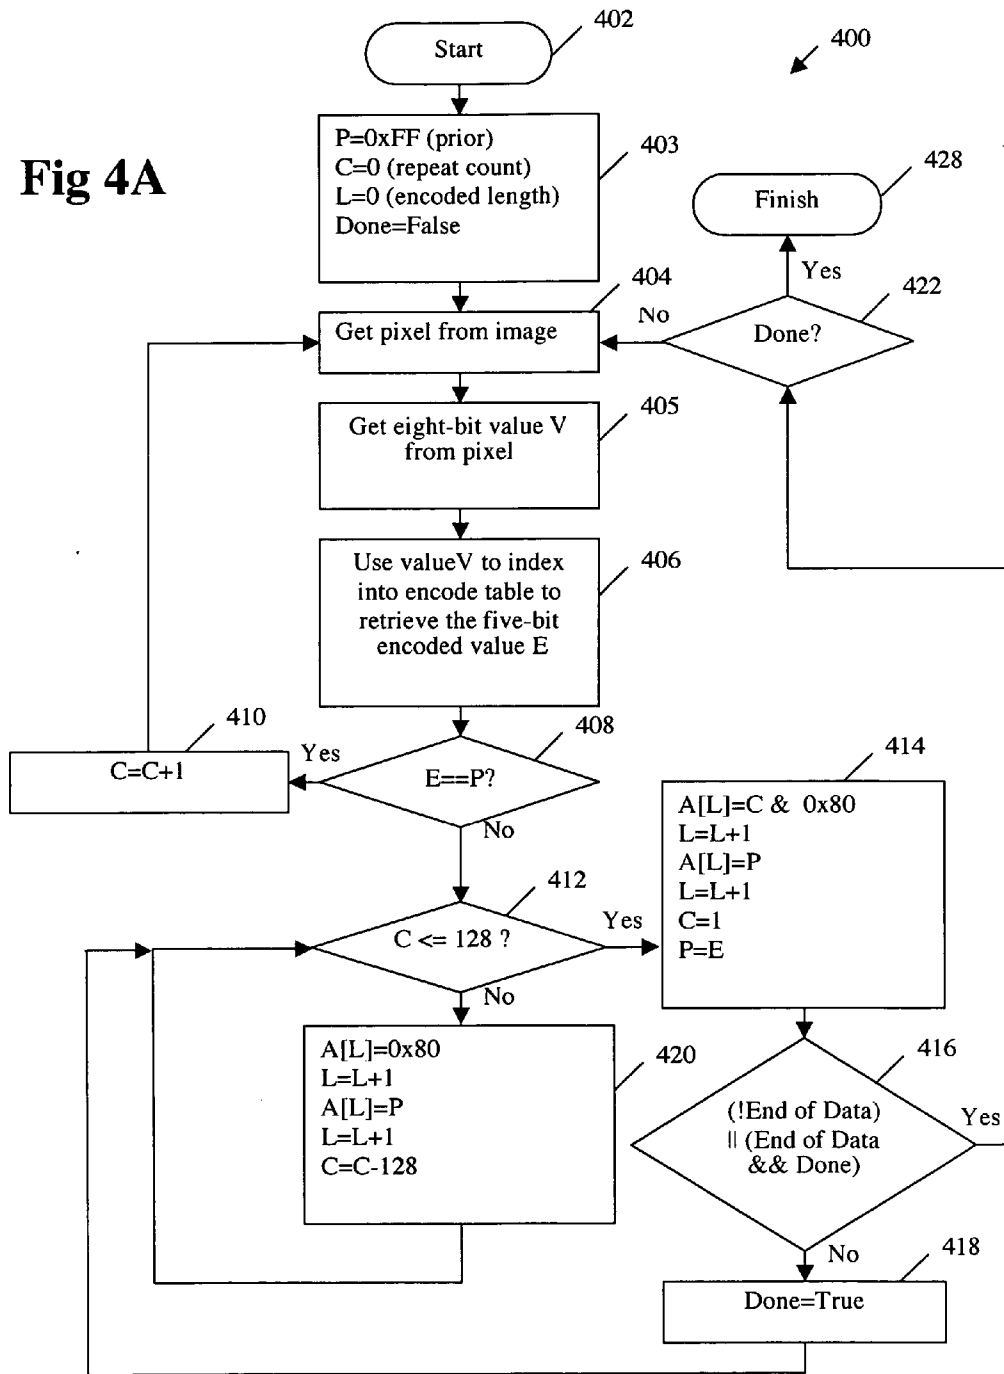 Fig 4A
400
402
Start
403
P=0xFF (prior)
C=0 (repeat count)
L=0 (encoded length)
Done=False
428
Finish
Yes
422
Done?
No
404
Get pixel from image
405
Get eight-bit value V
from pixel
406
Use valueV to index
into encode table to
retrieve the five-bit
encoded value E
408
E==P?
Yes
No
410
C=C+1
412
C <= 128 ?
Yes
No
414
A[L]=C & 0x80
L=L+1
A[L]=P
L=L+1
C=1
P=E
420
A[L]=0x80
L=L+1
A[L]=P
L=L+1
C=C-128
416
(!End of Data)
|| (End of Data
&& Done)
Yes
No
418
Done=True